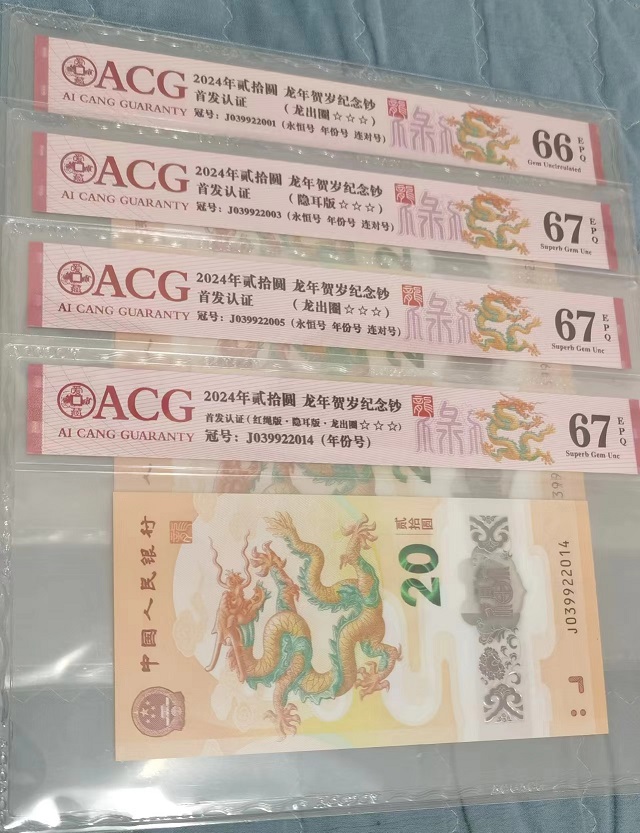 ACG
AI CANG GUARANTY
2024年贰拾圆 龙年贺岁纪念钞
首发认证 （龙出圈☆☆☆）
冠号：J039922001（永恒号 年份号 连对号）
66
EPQ
Gem Uncirculated
ACG
AI CANG GUARANTY
2024年贰拾圆 龙年贺岁纪念钞
首发认证 （隐耳版☆☆☆）
冠号：J039922003（永恒号 年份号 连对号）
67
EPQ
Superb Gem Unc
ACG
AI CANG GUARANTY
2024年贰拾圆 龙年贺岁纪念钞
首发认证 （龙出圈☆☆☆）
冠号：J039922005（永恒号 年份号 连对号）
67
EPQ
Superb Gem Unc
ACG
AI CANG GUARANTY
2024年贰拾圆 龙年贺岁纪念钞
首发认证（红绳版·隐耳版·龙出圈☆☆☆）
冠号：J039922014（年份号）
67
EPQ
Superb Gem Unc
中国人民银行
贰拾圆
20
J039922014